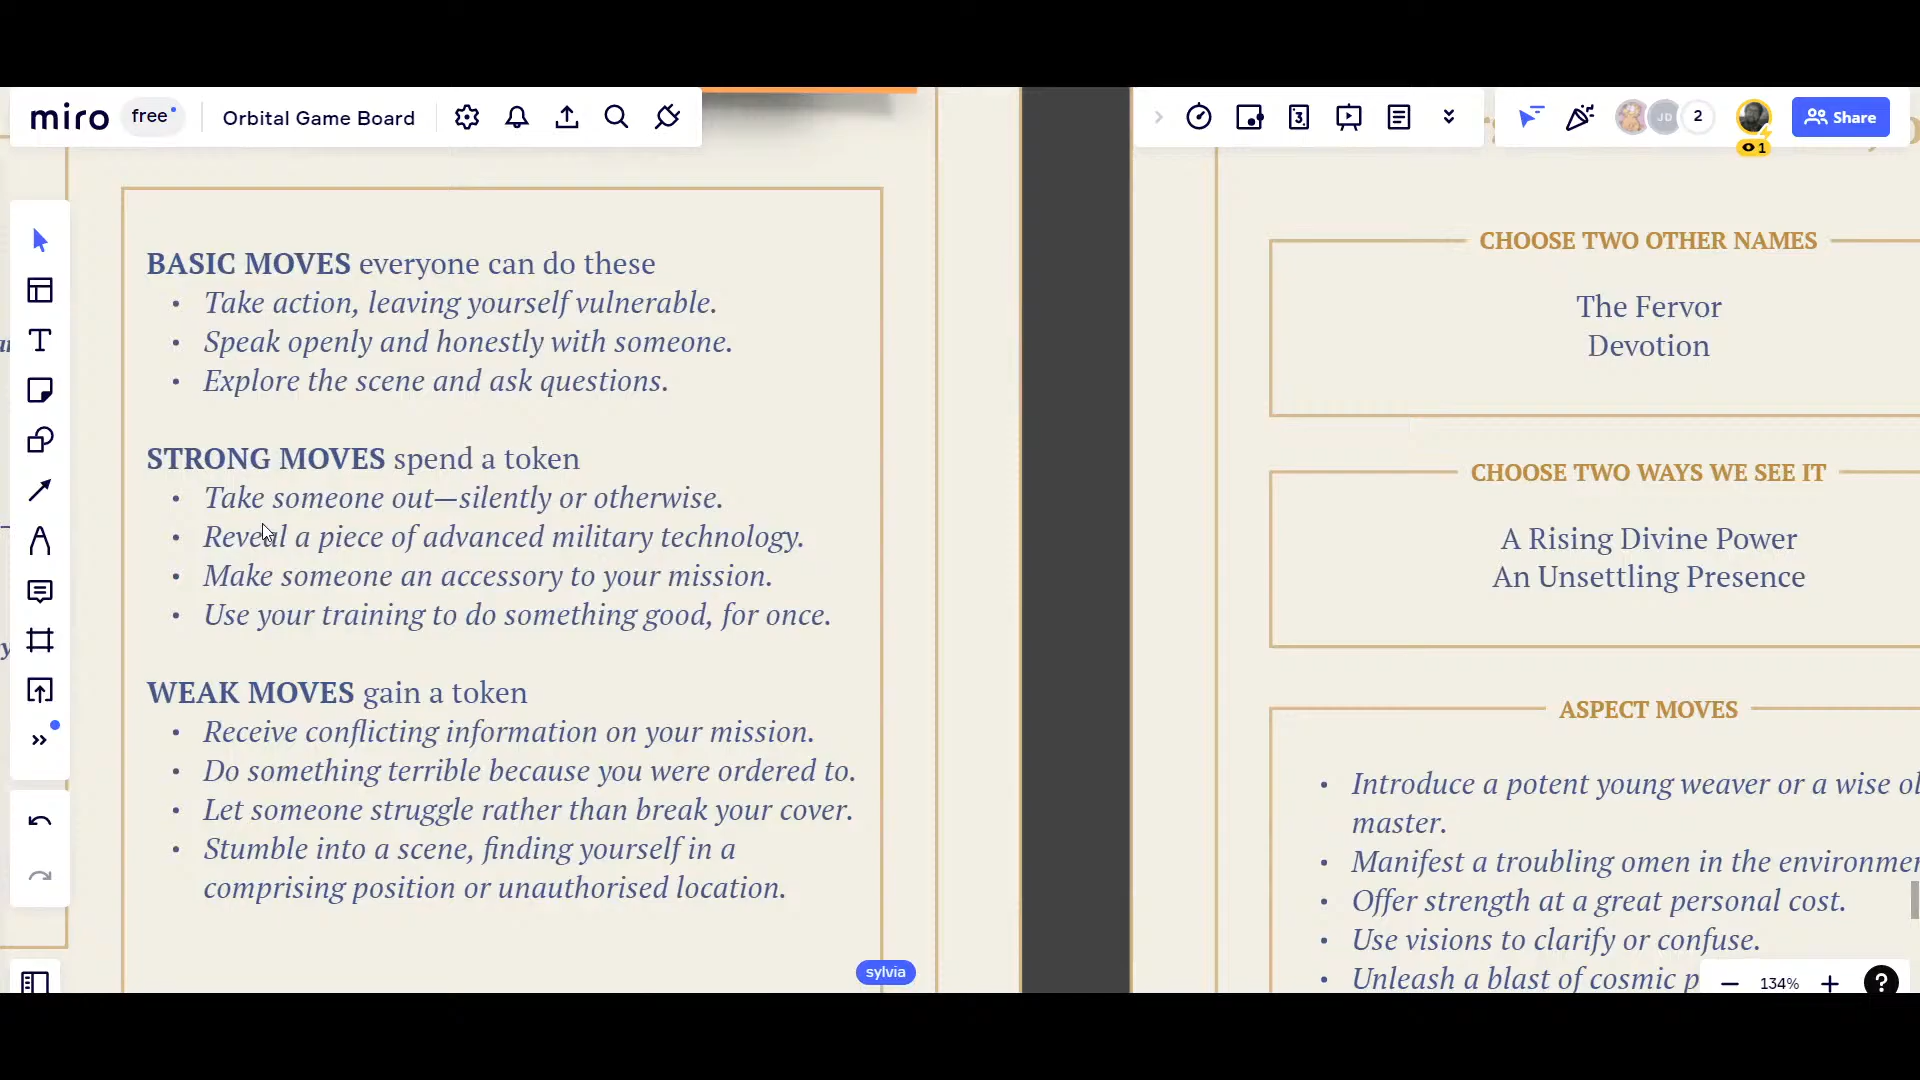 miro free Orbital Game Board
3
JD 2 Share
1
BASIC MOVES everyone can do these
• Take action, leaving yourself vulnerable.
• Speak openly and honestly with someone.
• Explore the scene and ask questions.
STRONG MOVES spend a token
• Take someone out—silently or otherwise.
• Reveal a piece of advanced military technology.
• Make someone an accessory to your mission.
• Use your training to do something good, for once.
WEAK MOVES gain a token
• Receive conflicting information on your mission.
• Do something terrible because you were ordered to.
• Let someone struggle rather than break your cover.
• Stumble into a scene, finding yourself in a
comprising position or unauthorised location.
sylvia
CHOOSE TWO OTHER NAMES
The Fervor
Devotion
CHOOSE TWO WAYS WE SEE IT
A Rising Divine Power
An Unsettling Presence
ASPECT MOVES
• Introduce a potent young weaver or a wise
master.
• Manifest a troubling omen in the
• Offer strength at a great personal cost.
• Use visions to clarify or confuse.
• Unleash a blast of cosmic
134%
?